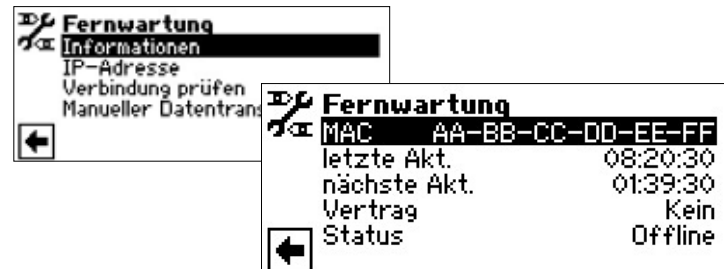 Fernwartung
Informationen
IP-Adresse
Verbindung prüfen
Manueller Datentrans
Fernwartung
MAC AA-BB-CC-DD-EE-FF
letzte Akt. 08:20:30
nächste Akt. 01:39:30
Vertrag Kein
Status Offline